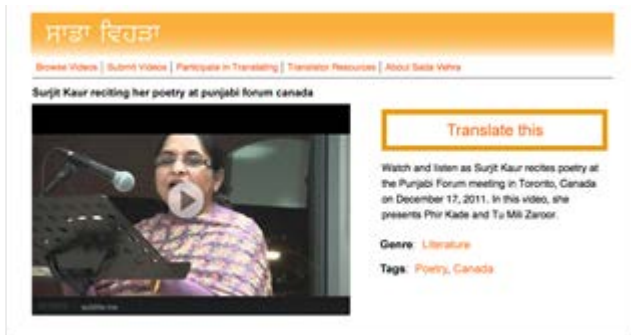 ਸਾਡਾ ਵਿਹੜਾ
Browse Videos | Submit Videos | Participate in Translating | Translator Resources | About Sada Vehra
Surjit Kaur reciting her poetry at punjabi forum canada
Translate this
Watch and listen as Surjit Kaur recites poetry at
the Punjabi Forum meeting in Toronto, Canada
on December 17, 2011. In this video, she
presents Phir Kade and Tu Mili Zaroor.
Genre: Literature
Tags: Poetry, Canada
subtitle me